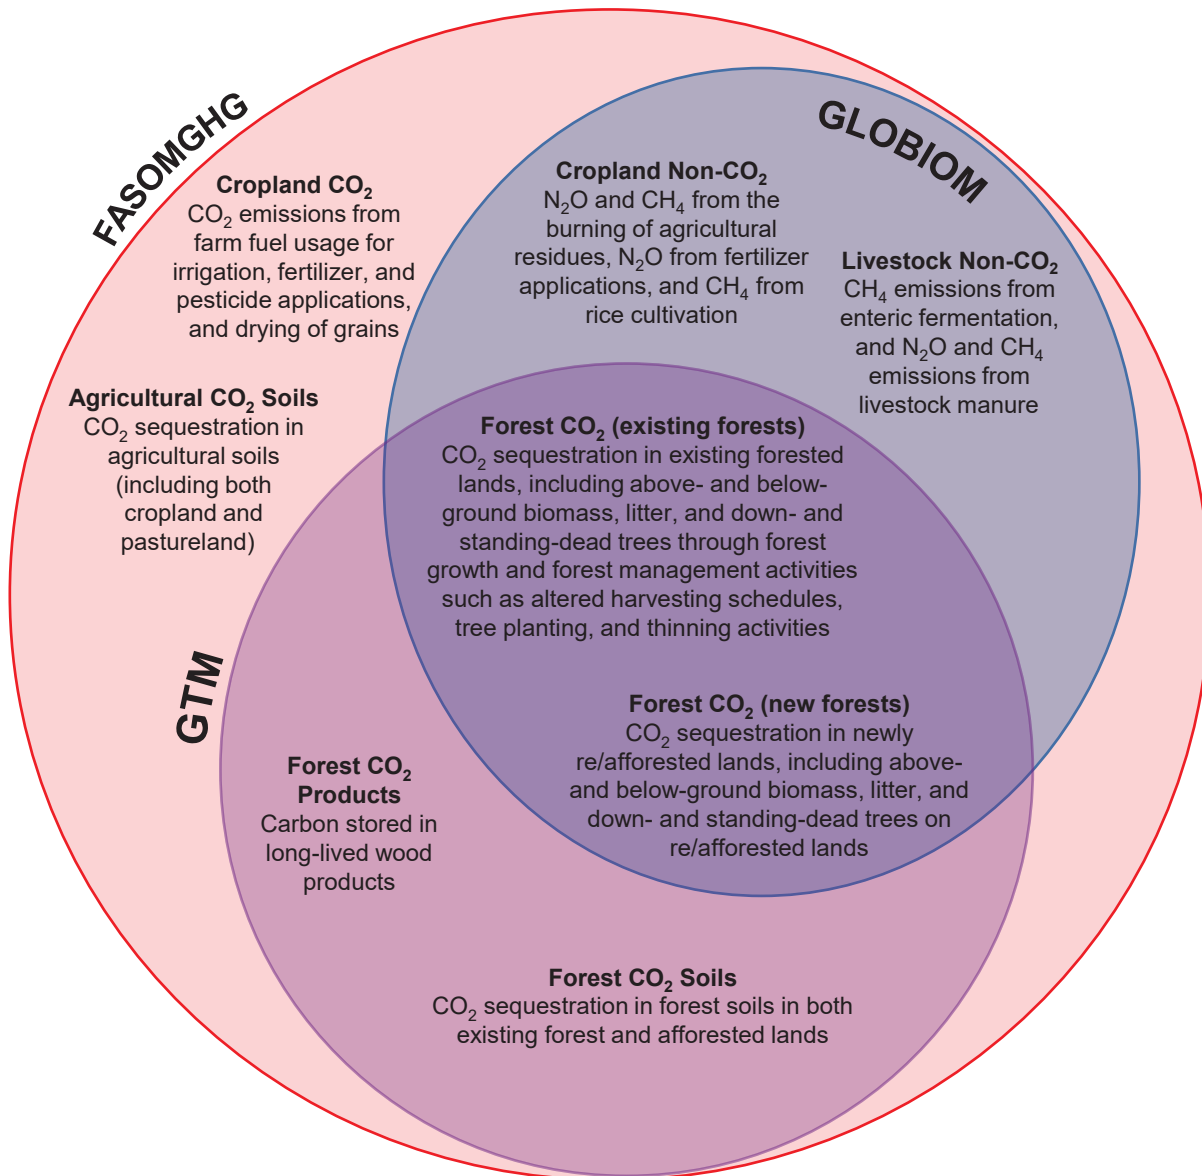 FASOMGHG
GLOBIOM
Cropland CO₂
CO₂ emissions from
farm fuel usage for
irrigation, fertilizer, and
pesticide applications,
and drying of grains
Cropland Non-CO₂
N₂O and CH₄ from the
burning of agricultural
residues, N₂O from fertilizer
applications, and CH₄ from
rice cultivation
Livestock Non-CO₂
CH₄ emissions from
enteric fermentation,
and N₂O and CH₄
emissions from
livestock manure
Agricultural CO₂ Soils
CO₂ sequestration in
agricultural soils
(including both
cropland and
pastureland)
Forest CO₂ (existing forests)
CO₂ sequestration in existing forested
lands, including above- and below-
ground biomass, litter, and down- and
standing-dead trees through forest
growth and forest management activities
such as altered harvesting schedules,
tree planting, and thinning activities
GTM
Forest CO₂ (new forests)
CO₂ sequestration in newly
re/afforested lands, including above-
and below-ground biomass, litter, and
down- and standing-dead trees on
re/afforested lands
Forest CO₂
Products
Carbon stored in
long-lived wood
products
Forest CO₂ Soils
CO₂ sequestration in forest soils in both
existing forest and afforested lands